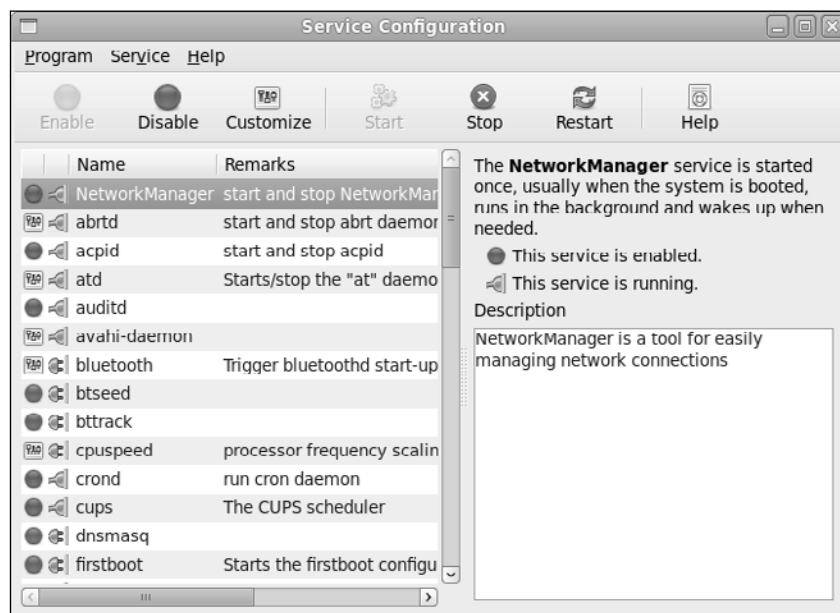 Service Configuration
Program Service Help
Enable Disable Customize Start Stop Restart Help
Name Remarks
NetworkManager start and stop NetworkMar
abrtd start and stop abrt daemor
acpid start and stop acpid
atd Starts/stop the "at" daemo
auditd
avahi-daemon
bluetooth Trigger bluetoothd start-up
btseed
bttrack
cpuspeed processor frequency scalin
crond run cron daemon
cups The CUPS scheduler
dnsmasq
firstboot Starts the firstboot configu
The NetworkManager service is started
once, usually when the system is booted,
runs in the background and wakes up when
needed.
This service is enabled.
This service is running.
Description
NetworkManager is a tool for easily
managing network connections